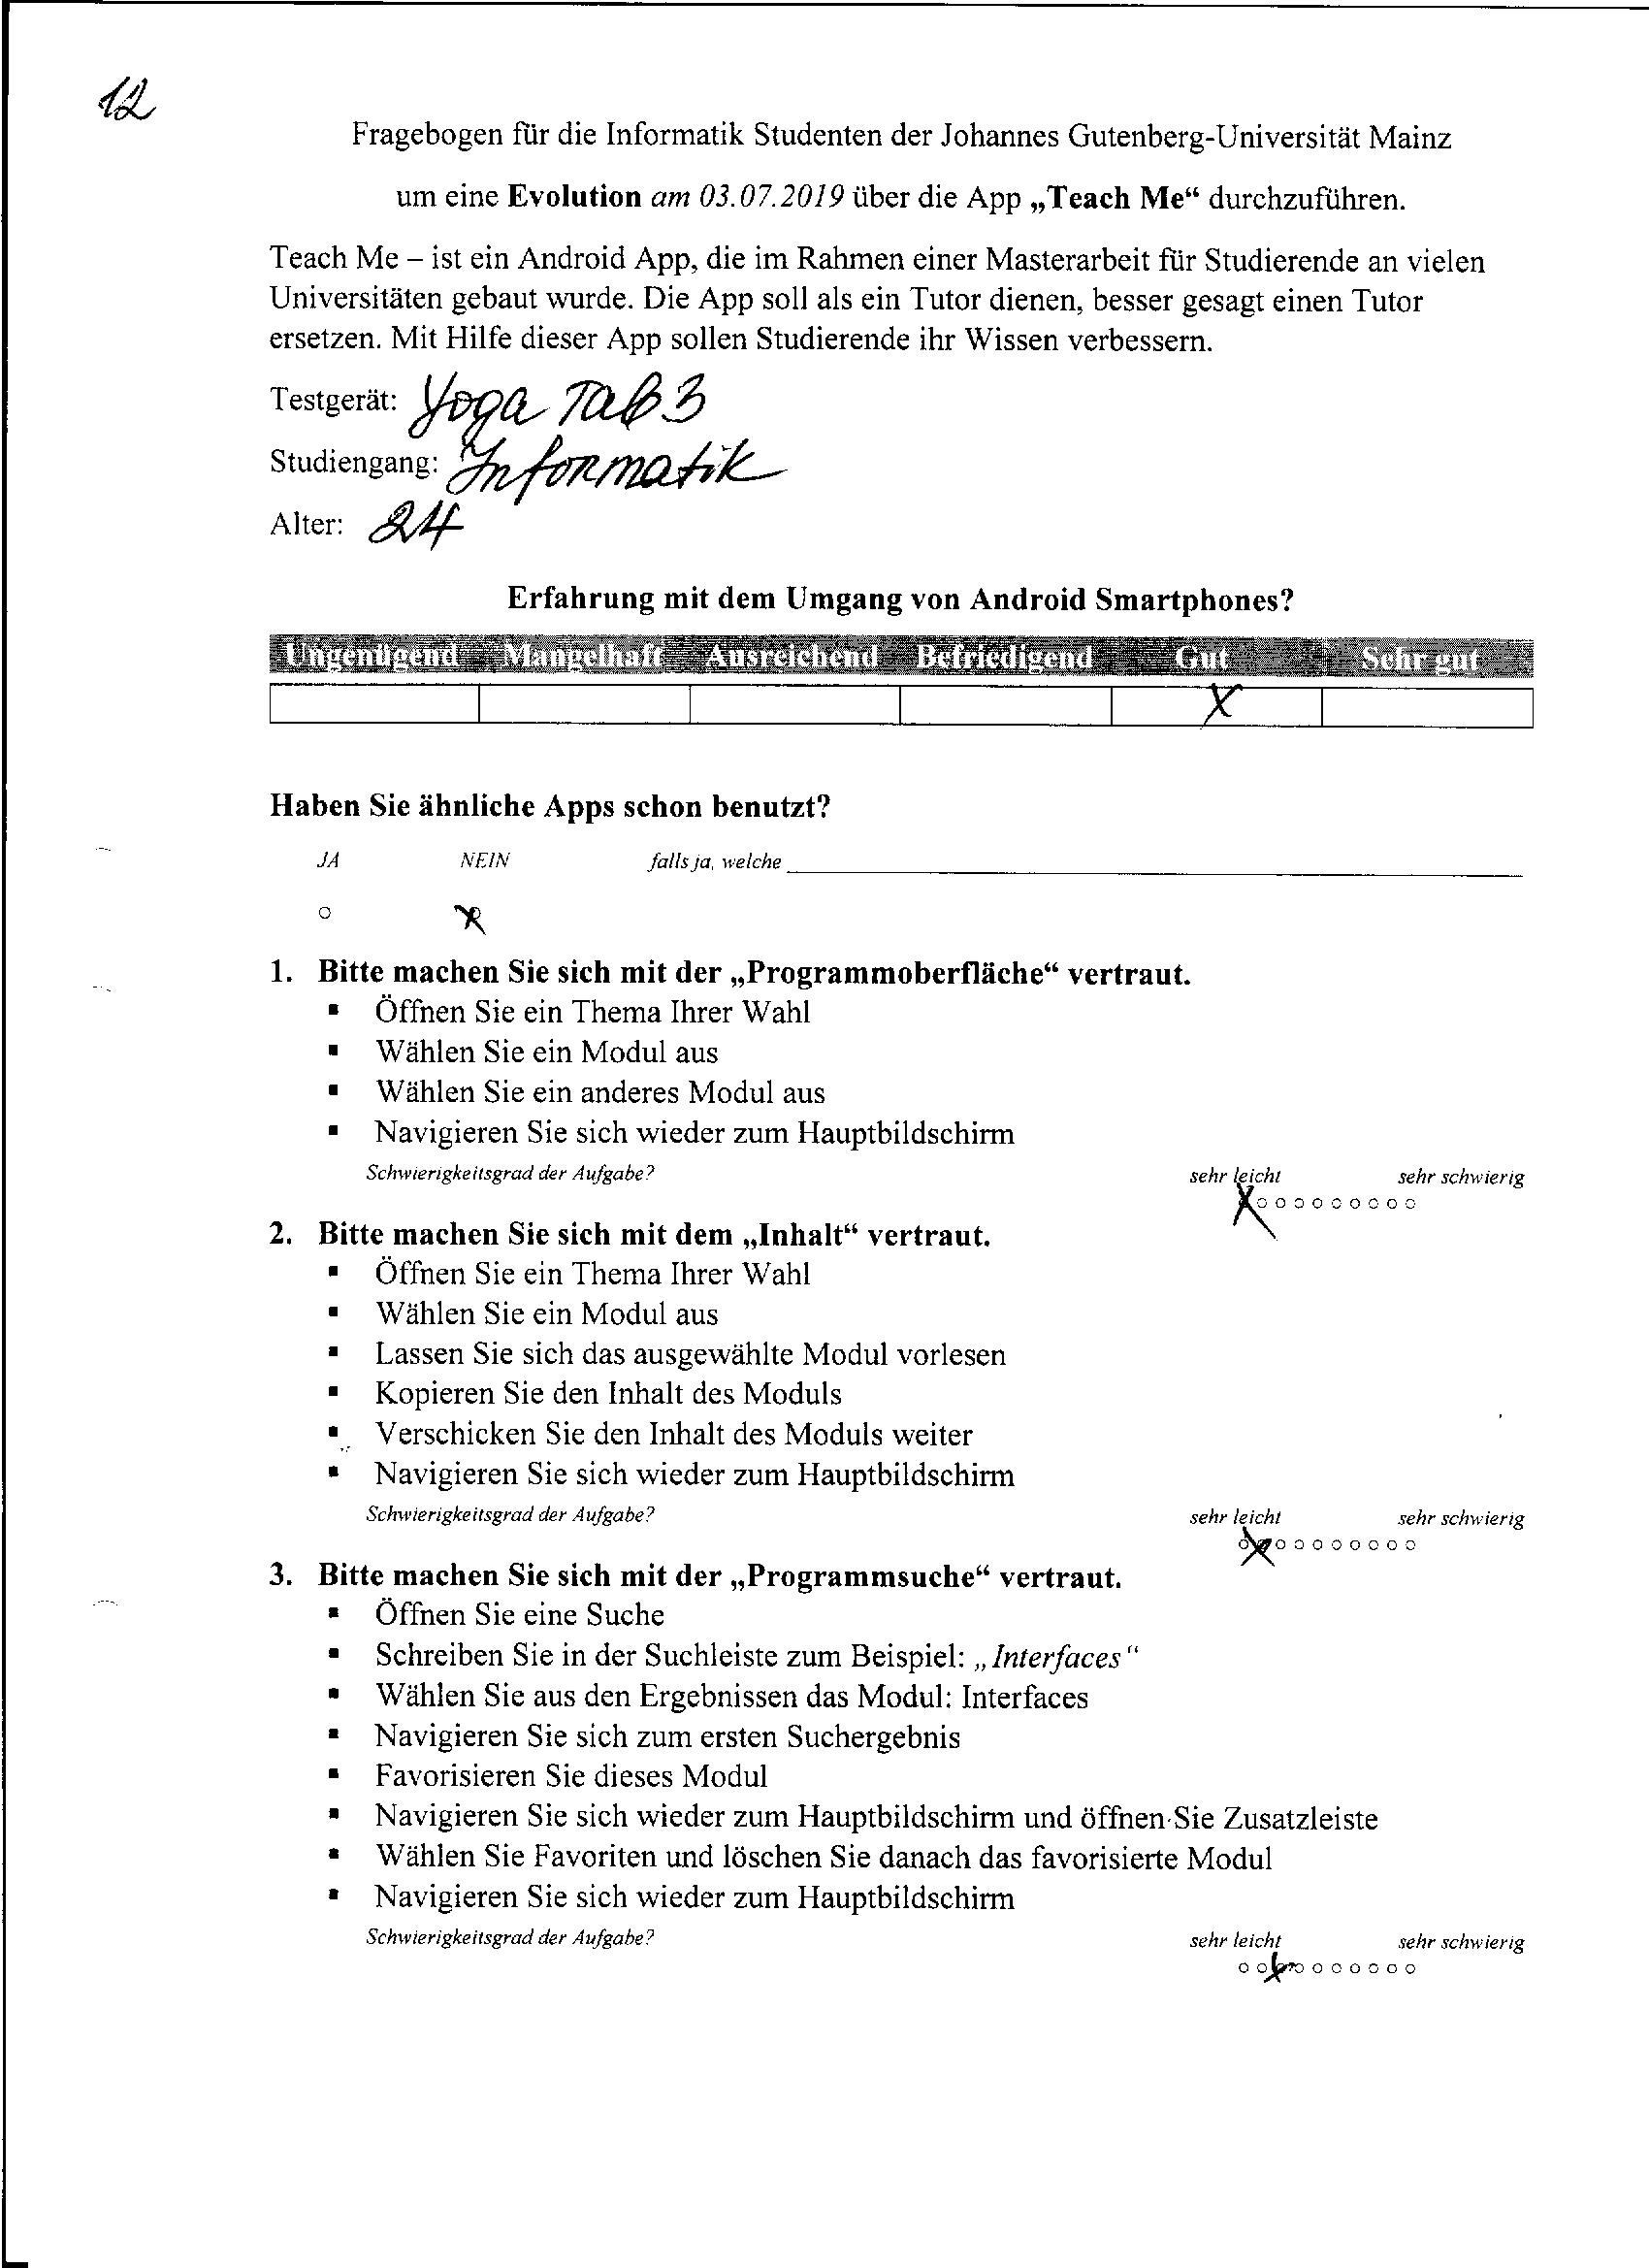 12
Fragebogen für die Informatik Studenten der Johannes Gutenberg-Universität Mainz
um eine Evolution am 03.07.2019 über die App „Teach Me“ durchzuführen.
Teach Me – ist ein Android App, die im Rahmen einer Masterarbeit für Studierende an vielen
Universitäten gebaut wurde. Die App soll als ein Tutor dienen, besser gesagt einen Tutor
ersetzen. Mit Hilfe dieser App sollen Studierende ihr Wissen verbessern.
Testgerät: Yoga Tab 3
Studiengang: Informatik
Alter: 24
Erfahrung mit dem Umgang von Android Smartphones?
Ungenügend Mangelhaft Ausreichend Befriedigend Gut Sehr gut
X
Haben Sie ähnliche Apps schon benutzt?
JA NEIN falls ja, welche
1. Bitte machen Sie sich mit der „Programmoberfläche“ vertraut.
▪ Öffnen Sie ein Thema Ihrer Wahl
▪ Wählen Sie ein Modul aus
▪ Wählen Sie ein anderes Modul aus
▪ Navigieren Sie sich wieder zum Hauptbildschirm
Schwierigkeitsgrad der Aufgabe? sehr leicht sehr schwierig
2. Bitte machen Sie sich mit dem „Inhalt“ vertraut.
▪ Öffnen Sie ein Thema Ihrer Wahl
▪ Wählen Sie ein Modul aus
▪ Lassen Sie sich das ausgewählte Modul vorlesen
▪ Kopieren Sie den Inhalt des Moduls
▪ Verschicken Sie den Inhalt des Moduls weiter
▪ Navigieren Sie sich wieder zum Hauptbildschirm
Schwierigkeitsgrad der Aufgabe? sehr leicht sehr schwierig
3. Bitte machen Sie sich mit der „Programmsuche“ vertraut.
▪ Öffnen Sie eine Suche
▪ Schreiben Sie in der Suchleiste zum Beispiel: „Interfaces“
▪ Wählen Sie aus den Ergebnissen das Modul: Interfaces
▪ Navigieren Sie sich zum ersten Suchergebnis
▪ Favorisieren Sie dieses Modul
▪ Navigieren Sie sich wieder zum Hauptbildschirm und öffnen Sie Zusatzleiste
▪ Wählen Sie Favoriten und löschen Sie danach das favorisierte Modul
▪ Navigieren Sie sich wieder zum Hauptbildschirm
Schwierigkeitsgrad der Aufgabe? sehr leicht sehr schwierig